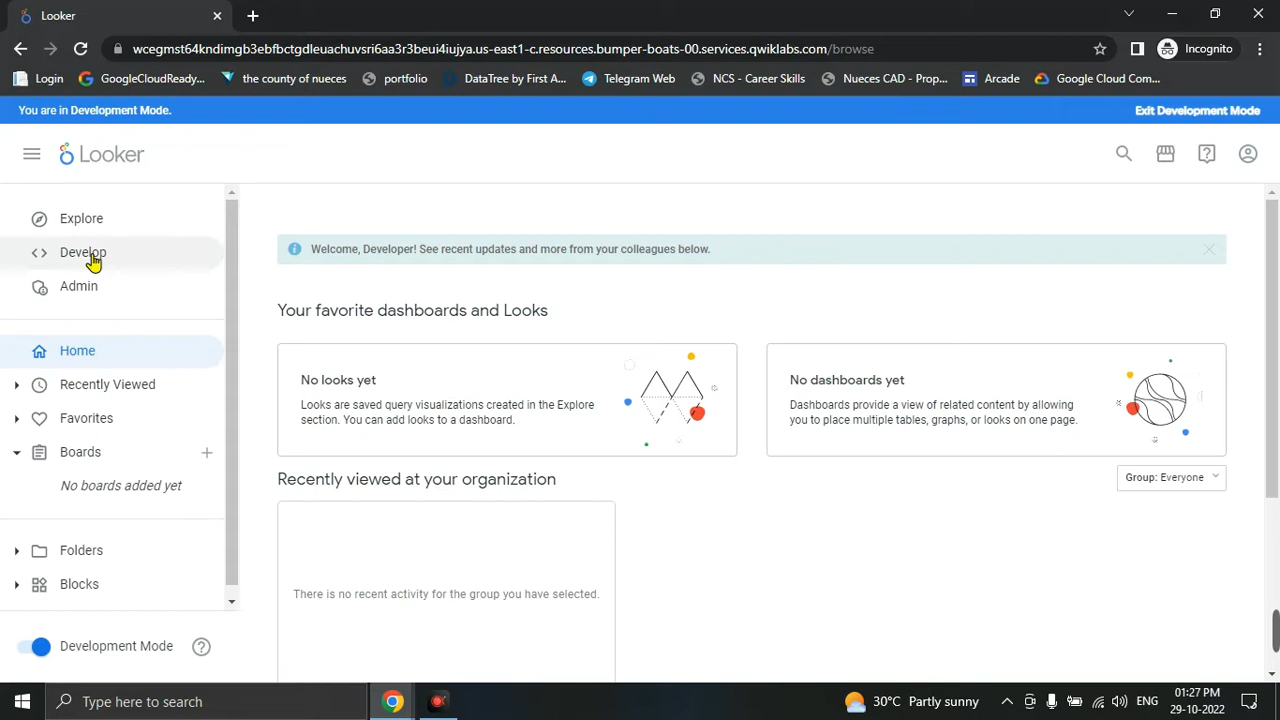 Looker
wcegmst64kndimgb3ebfbctgdleuachuvsri6aa3r3beui4iujya.us-east1-c.resources.bumper-boats-00.services.qwiklabs.com/browse
Incognito
Login
GoogleCloudReady...
the county of nueces
portfolio
DataTree by First A...
Telegram Web
NCS - Career Skills
Nueces CAD - Prop...
Arcade
Google Cloud Com...
You are in Development Mode.
Exit Development Mode
Looker
Explore
Develop
Admin
Home
Recently Viewed
Favorites
Boards
No boards added yet
Folders
Blocks
Development Mode
Welcome, Developer! See recent updates and more from your colleagues below.
Your favorite dashboards and Looks
No looks yet
Looks are saved query visualizations created in the Explore
section. You can add looks to a dashboard.
No dashboards yet
Dashboards provide a view of related content by allowing
you to place multiple tables, graphs, or looks on one page.
Recently viewed at your organization
Group: Everyone
There is no recent activity for the group you have selected.
Type here to search
30°C Partly sunny
ENG
01:27 PM
29-10-2022